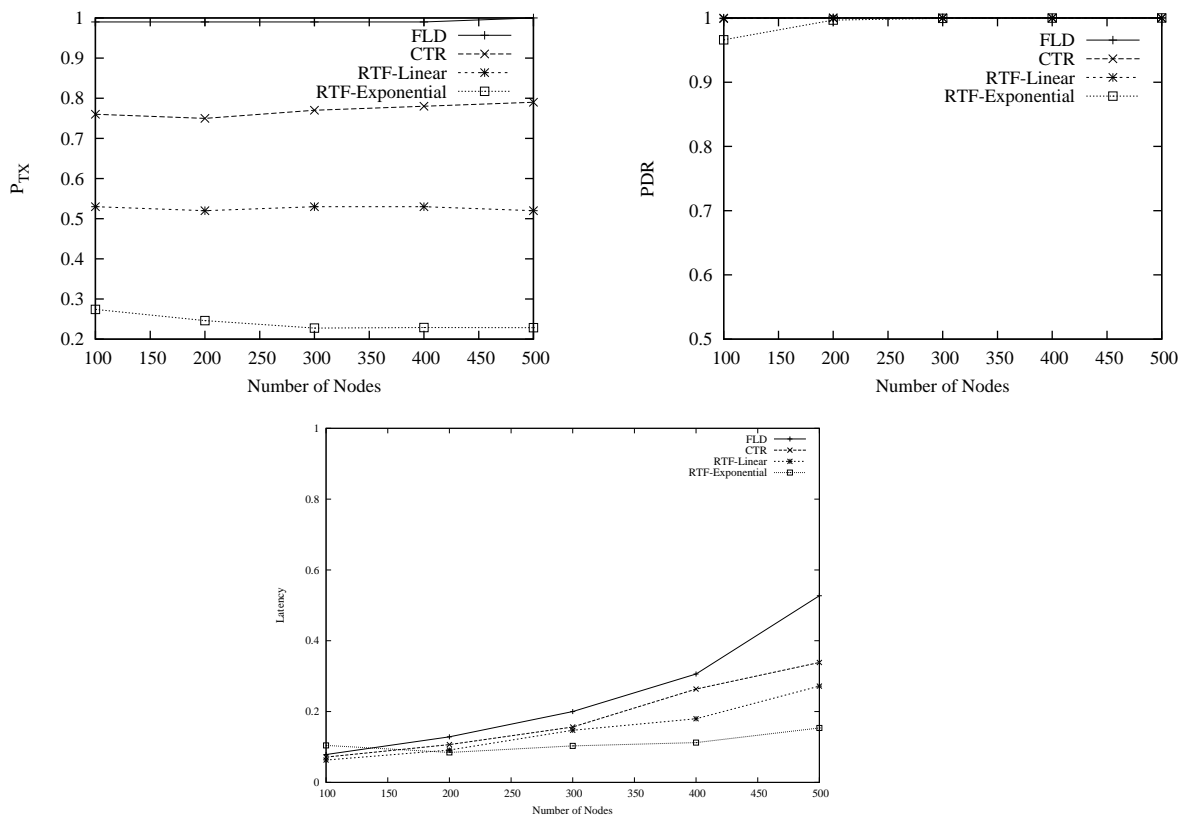 1
0.9
0.8
0.7
0.6
0.5
0.4
0.3
0.2
P_TX
100 150 200 250 300 350 400 450 500
Number of Nodes
FLD
CTR
RTF-Linear
RTF-Exponential
1
0.9
0.8
0.7
0.6
0.5
PDR
100 150 200 250 300 350 400 450 500
Number of Nodes
FLD
CTR
RTF-Linear
RTF-Exponential
1
0.8
0.6
0.4
0.2
0
Latency
100 150 200 250 300 350 400 450 500
Number of Nodes
FLD
CTR
RTF-Linear
RTF-Exponential